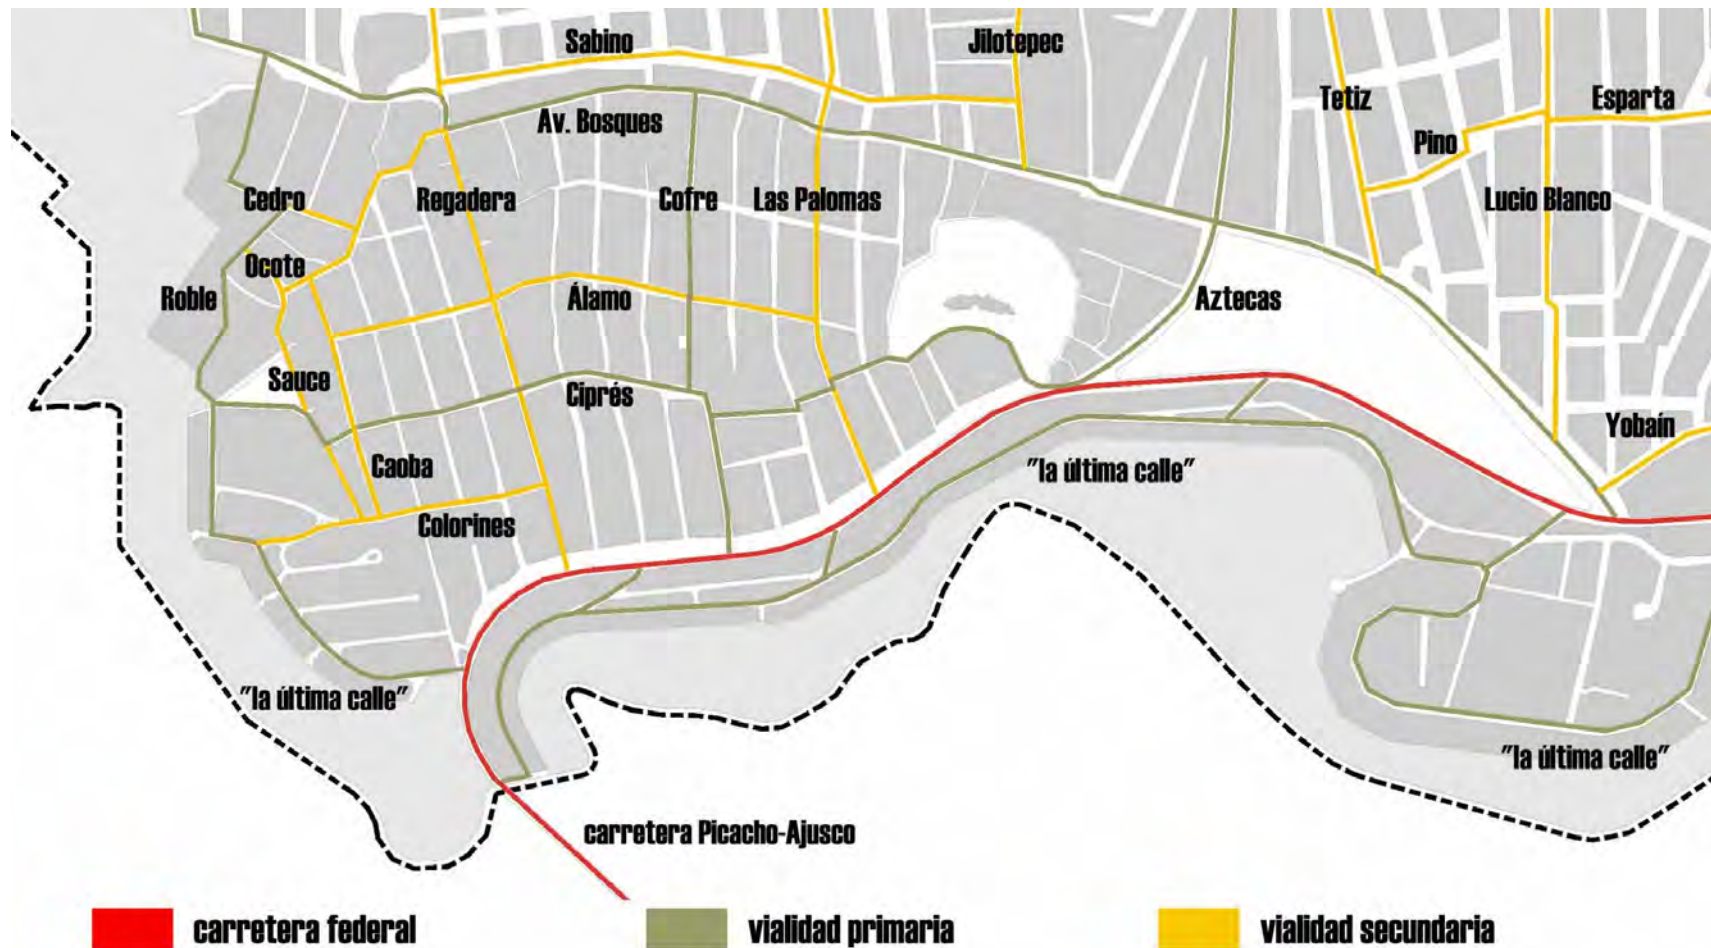 Sabino
Jilotepec
Av. Bosques
Tetiz
Esparta
Pino
Cedro
Regadera
Cofre
Las Palomas
Lucio Blanco
Ocote
Roble
Álamo
Aztecas
Sauce
Ciprés
Yobaín
Caoba
"la última calle"
Colorines
"la última calle"
"la última calle"
carretera Picacho-Ajusco
carretera federal
vialidad primaria
vialidad secundaria